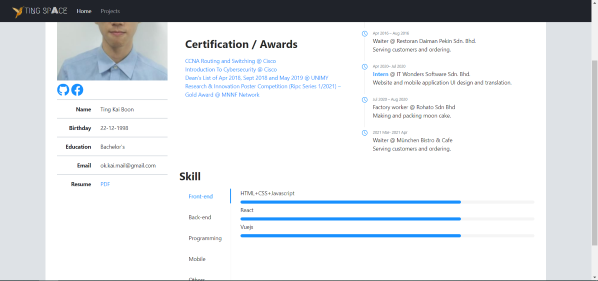 TING SPACE
Home
Projects
Name Ting Kai Boon
Birthday 22-12-1998
Education Bachelor's
Email ok.kai.mail@gmail.com
Resume PDF
Certification / Awards
CCNA Routing and Switching @ Cisco
Introduction To Cybersecurity @ Cisco
Dean's List of Apr 2018, Sept 2018 and May 2019 @ UNIMY
Research & Innovation Poster Competition (Ripc Series 1/2021) –
Gold Award @ MNNF Network
Apr 2016 - Aug 2016
Waiter @ Restoran Daiman Pekin Sdn. Bhd.
Serving customers and ordering.
Apr 2020- Jul 2020
Intern @ IT Wonders Software Sdn. Bhd.
Website and mobile application UI design and translation.
Jul 2020 - Aug 2020
Factory worker @ Rohato Sdn Bhd
Making and packing moon cake.
2021 Mar- 2021 Apr
Waiter @ München Bistro & Cafe
Serving customers and ordering.
Skill
Front-end
Back-end
Programming
Mobile
Others
HTML+CSS+Javascript
React
Vuejs